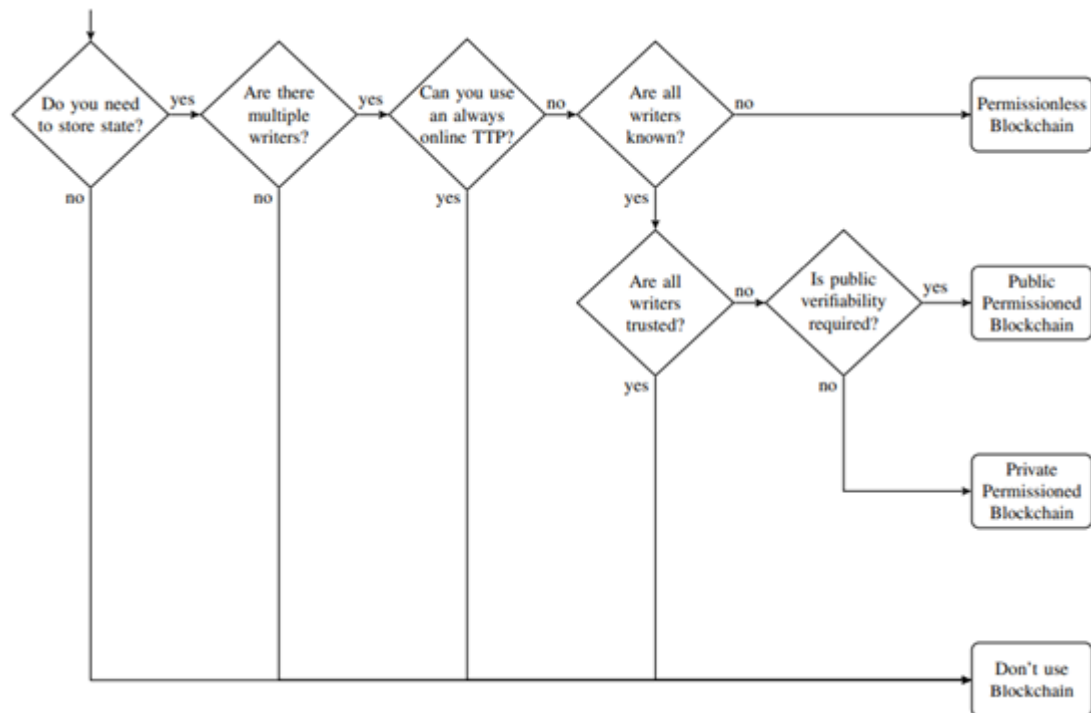 Do you need
to store state?
yes
Are there
multiple
writers?
yes
Can you use
an always
online TTP?
no
Are all
writers
known?
no
Permissionless
Blockchain
no
no
yes
yes
Are all
writers
trusted?
no
Is public
verifiability
required?
yes
Public
Permissioned
Blockchain
yes
no
Private
Permissioned
Blockchain
Don't use
Blockchain